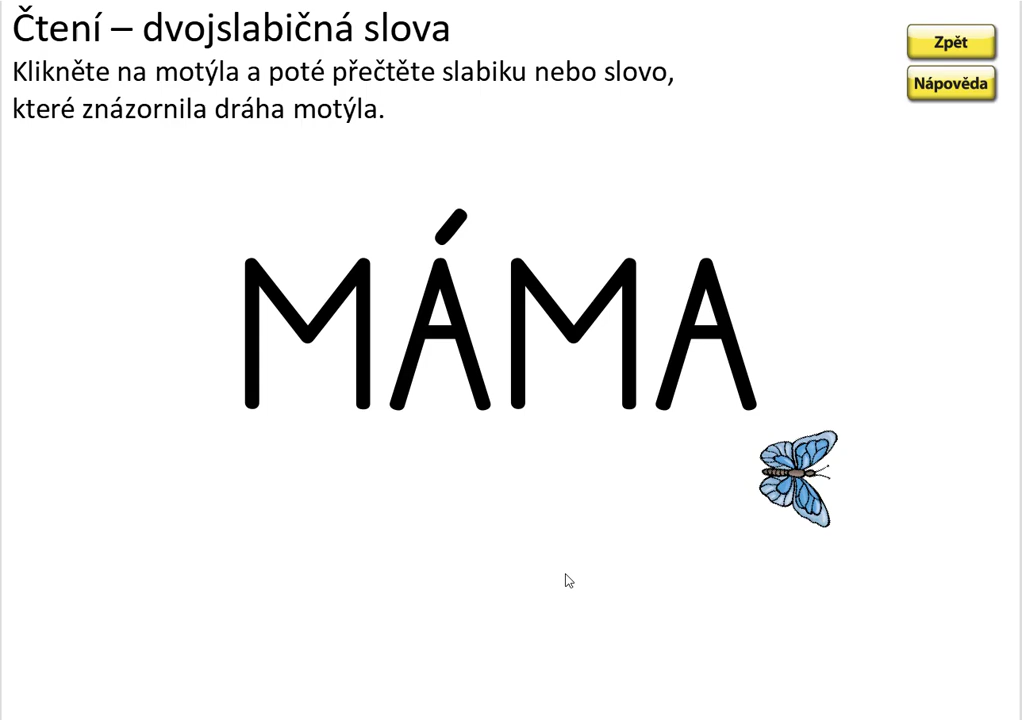 Čtení – dvojslabičná slova
Klikněte na motýla a poté přečtěte slabiku nebo slovo,
které znázornila dráha motýla.
Zpět
Nápověda
MÁMA